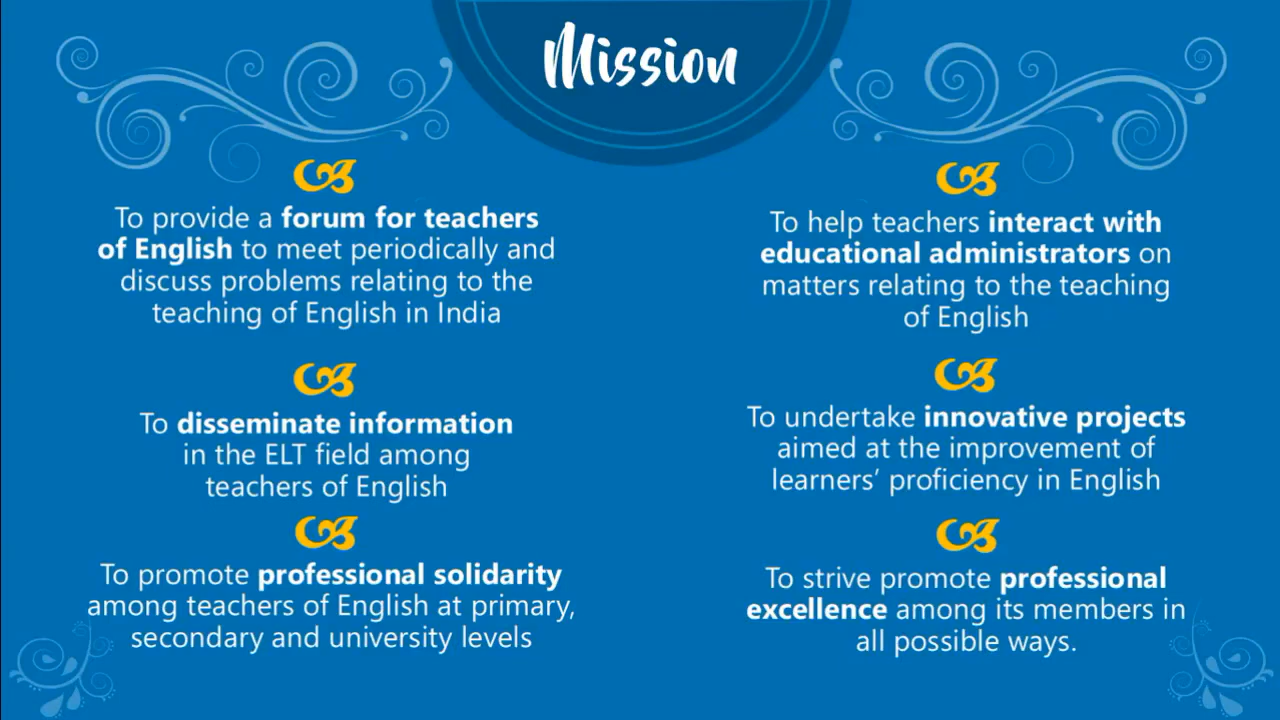 Mission
To provide a forum for teachers
of English to meet periodically and
discuss problems relating to the
teaching of English in India
To disseminate information
in the ELT field among
teachers of English
To promote professional solidarity
among teachers of English at primary,
secondary and university levels
To help teachers interact with
educational administrators on
matters relating to the teaching
of English
To undertake innovative projects
aimed at the improvement of
learners’ proficiency in English
To strive promote professional
excellence among its members in
all possible ways.